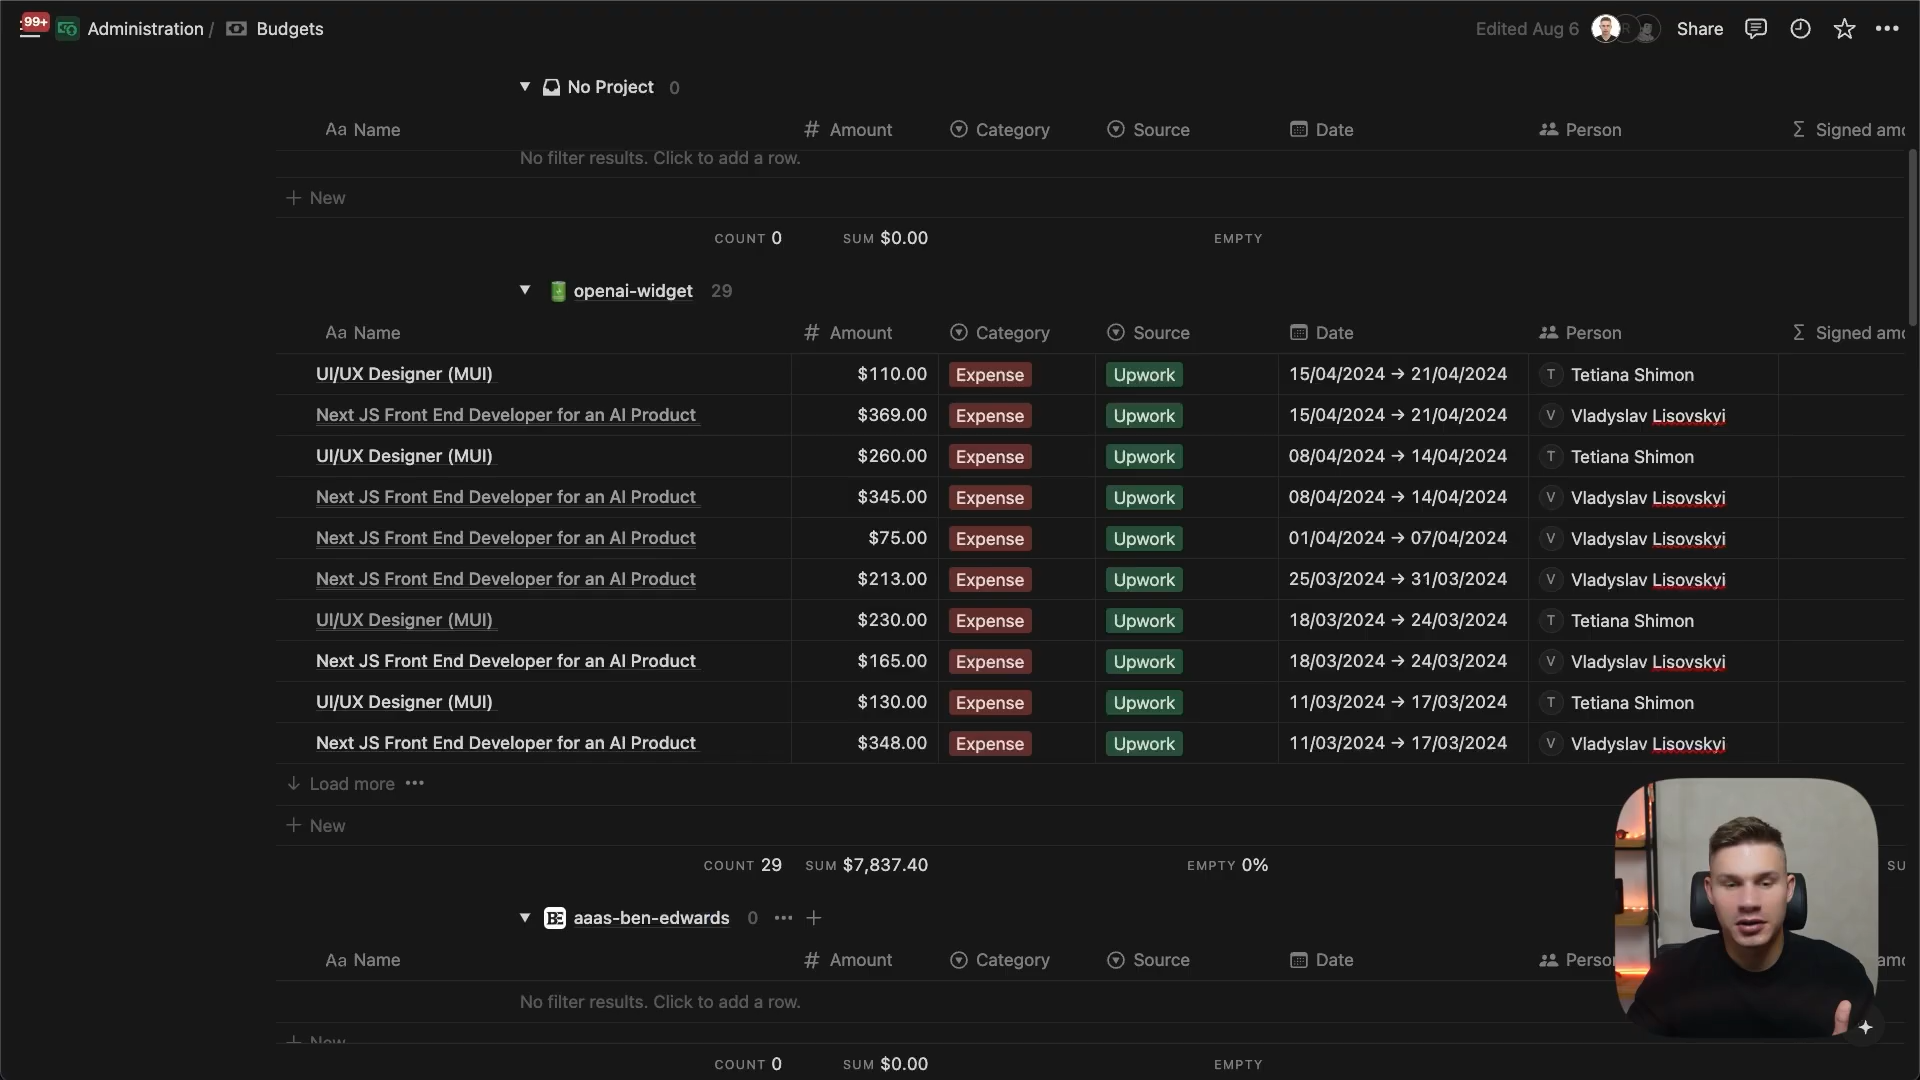 99+ Administration / Budgets Edited Aug 6 R Share
No Project 0
Aa Name # Amount Category Source Date Person Σ Signed amo
No filter results. Click to add a row.
+ New
COUNT 0 SUM $0.00 EMPTY
openai-widget 29
Aa Name # Amount Category Source Date Person Σ Signed amo
UI/UX Designer (MUI) $110.00 Expense Upwork 15/04/2024 → 21/04/2024 T Tetiana Shimon
Next JS Front End Developer for an AI Product $369.00 Expense Upwork 15/04/2024 → 21/04/2024 V Vladyslav Lisovskyi
UI/UX Designer (MUI) $260.00 Expense Upwork 08/04/2024 → 14/04/2024 T Tetiana Shimon
Next JS Front End Developer for an AI Product $345.00 Expense Upwork 08/04/2024 → 14/04/2024 V Vladyslav Lisovskyi
Next JS Front End Developer for an AI Product $75.00 Expense Upwork 01/04/2024 → 07/04/2024 V Vladyslav Lisovskyi
Next JS Front End Developer for an AI Product $213.00 Expense Upwork 25/03/2024 → 31/03/2024 V Vladyslav Lisovskyi
UI/UX Designer (MUI) $230.00 Expense Upwork 18/03/2024 → 24/03/2024 T Tetiana Shimon
Next JS Front End Developer for an AI Product $165.00 Expense Upwork 18/03/2024 → 24/03/2024 V Vladyslav Lisovskyi
UI/UX Designer (MUI) $130.00 Expense Upwork 11/03/2024 → 17/03/2024 T Tetiana Shimon
Next JS Front End Developer for an AI Product $348.00 Expense Upwork 11/03/2024 → 17/03/2024 V Vladyslav Lisovskyi
↓ Load more •••
+ New
COUNT 29 SUM $7,837.40 EMPTY 0% SU
BE aaas-ben-edwards 0 ••• +
Aa Name # Amount Category Source Date Perso amo
No filter results. Click to add a row.
+ New
COUNT 0 SUM $0.00 EMPTY